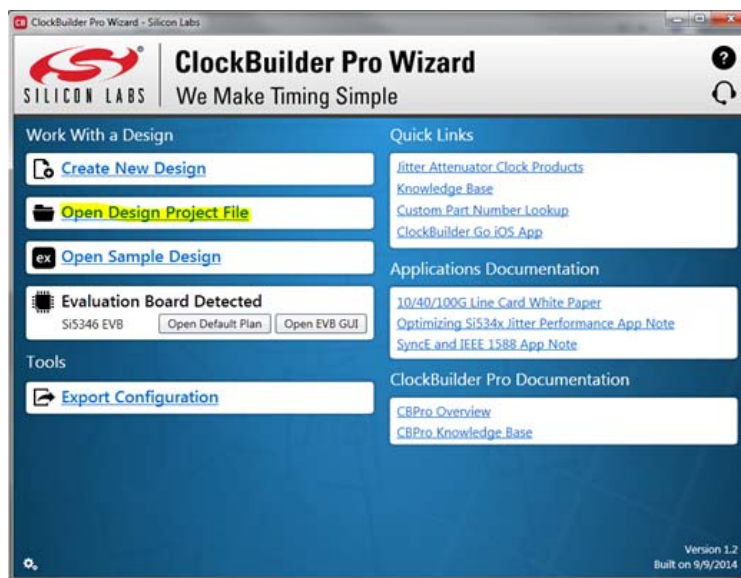 CB ClockBuilder Pro Wizard - Silicon Labs
SILICON LABS
ClockBuilder Pro Wizard
We Make Timing Simple
?
Work With a Design
Create New Design
Open Design Project File
ex Open Sample Design
Evaluation Board Detected
Si5346 EVB Open Default Plan Open EVB GUI
Tools
Export Configuration
Quick Links
Jitter Attenuator Clock Products
Knowledge Base
Custom Part Number Lookup
ClockBuilder Go iOS App
Applications Documentation
10/40/100G Line Card White Paper
Optimizing Si534x Jitter Performance App Note
SyncE and IEEE 1588 App Note
ClockBuilder Pro Documentation
CBPro Overview
CBPro Knowledge Base
Version 1.2
Built on 9/9/2014